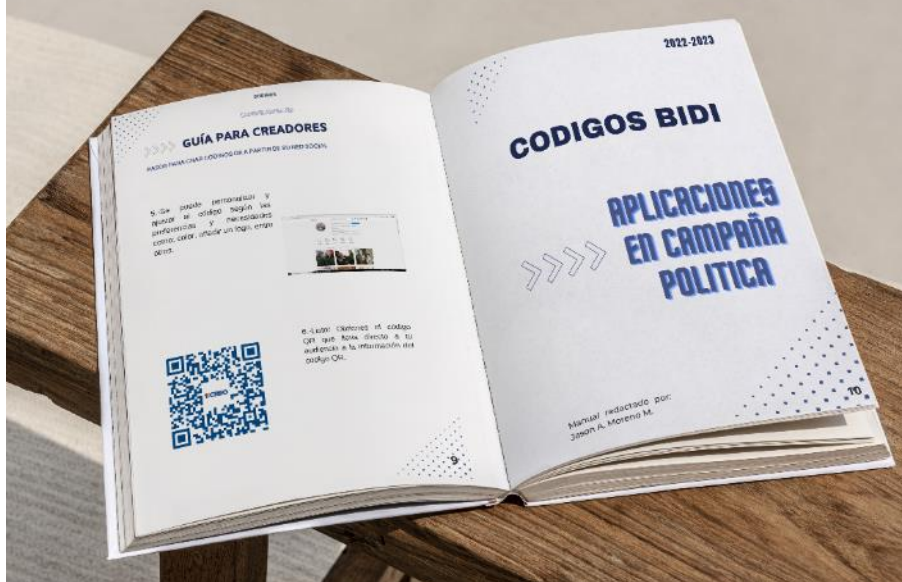 GUÍA PARA CREADORES
5.-Se puede personalizar y
ajustar el código según las
preferencias y necesidades
como: color, añadir un logo, entre
otros.
6.-Listo! Obtienes el código
QR que lleva directo a tu
audiencia a la información del
código QR.
9
2022-2023
CODIGOS BIDI
APLICACIONES
EN CAMPAÑA
POLITICA
Manual redactado por:
Jason A. Moreno M.
10